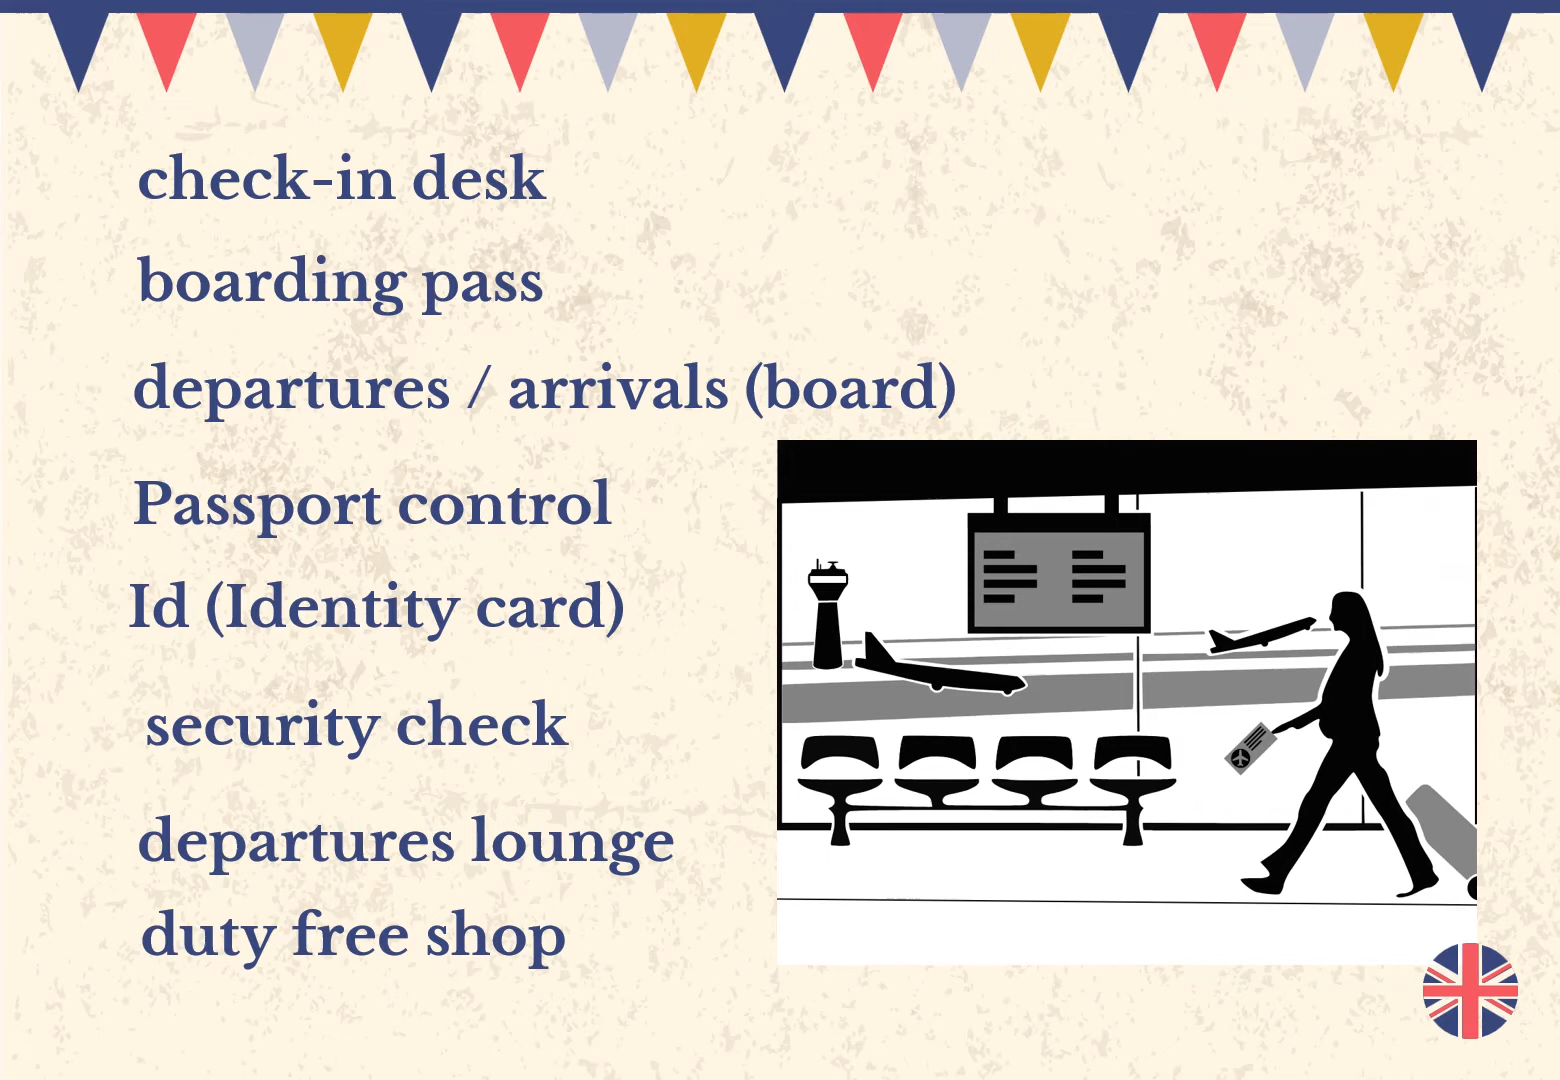 check-in desk
boarding pass
departures / arrivals (board)
Passport control
Id (Identity card)
security check
departures lounge
duty free shop